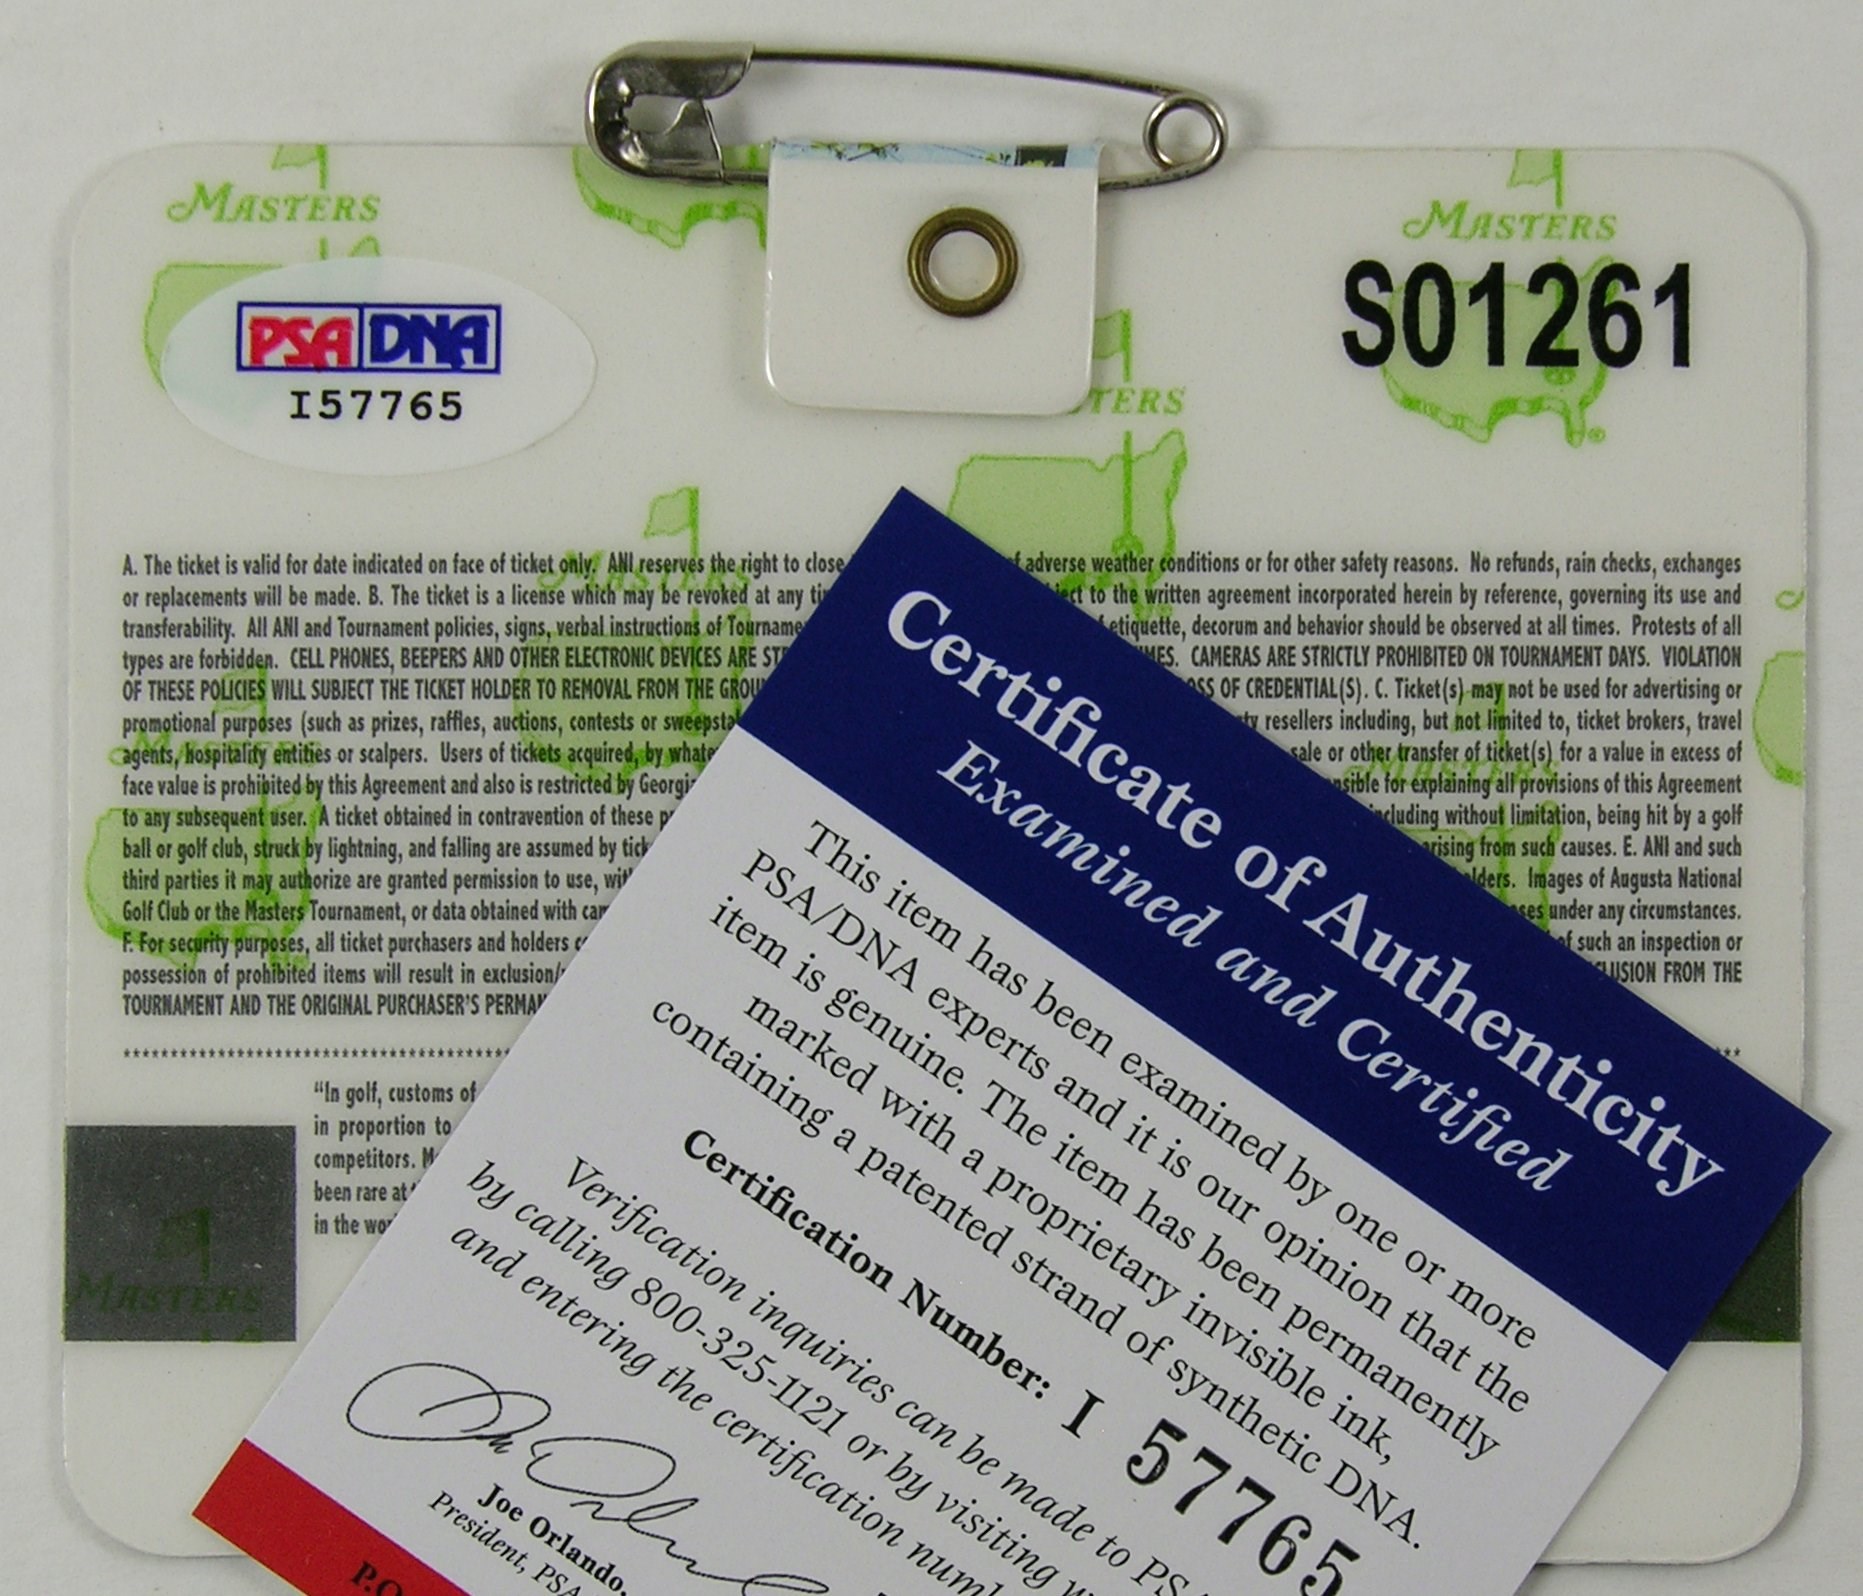 MASTERS
MASTERS
PSA DNA
I57765
S01261
TERS
MASTERS
A. The ticket is valid for date indicated on face of ticket only. ANI reserves the right to close of adverse weather conditions or for other safety reasons. No refunds, rain checks, exchanges
or replacements will be made. B. The ticket is a license which may be revoked at any to the written agreement incorporated herein by reference, governing its use and
transferability. All ANI and Tournament policies, signs, verbal instructions of etiquette, decorum and behavior should be observed at all times. Protests of all
types are forbidden. CELL PHONES, BEEPERS AND OTHER ELECTRONIC DEVICES ARE CAMERAS ARE STRICTLY PROHIBITED ON TOURNAMENT DAYS. VIOLATION
OF THESE POLICIES WILL SUBJECT THE TICKET HOLDER TO REMOVAL FROM THE OF CREDENTIAL(S). C. Ticket(s) may not be used for advertising or
promotional purposes (such as prizes, raffles, auctions, contests or resellers including, but not limited to, ticket brokers, travel
agents, hospitality entities or scalpers. Users of tickets acquired, by sale or other transfer of ticket(s) for a value in excess of
face value is prohibited by this Agreement and also is restricted by for explaining all provisions of this Agreement
to any subsequent user. A ticket obtained in contravention of these including without limitation, being hit by a golf
ball or golf club, struck by lightning, and falling are assumed by arising from such causes. E. ANI and such
third parties it may authorize are granted permission to use, Images of Augusta National
Golf Club or the Masters Tournament, or data obtained with under any circumstances.
F. For security purposes, all ticket purchasers and holders of such an inspection or
possession of prohibited items will result in FROM THE
TOURNAMENT AND THE ORIGINAL PURCHASER'S
"In golf, customs of
in proportion to
competitors.
been rare at
in the
MASTERS
Certificate of Authenticity
Examined and Certified
This item has been examined by one or more
PSA/DNA experts and it is our opinion that the
item is genuine. The item has been permanently
marked with a proprietary invisible ink,
containing a patented strand of synthetic DNA.
Certification Number: I 57765
Verification inquiries can be made to
by calling 800-325-1121 or by visiting
and entering the certification
Joe Orlando,
President, PSA
P.O.